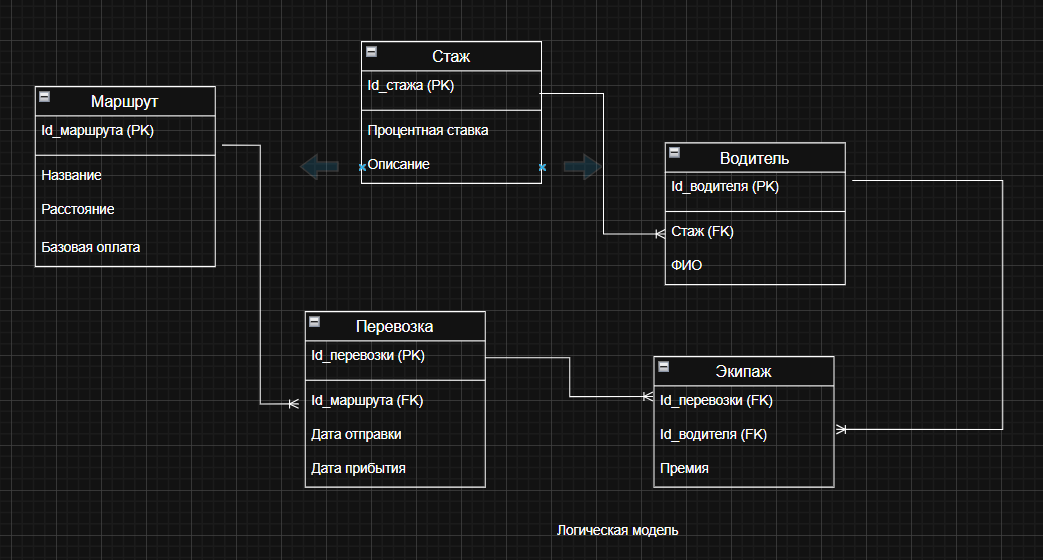 Стаж
Id_стажа (PK)
Процентная ставка
Описание
Маршрут
Id_маршрута (PK)
Название
Расстояние
Базовая оплата
Водитель
Id_водителя (PK)
Стаж (FK)
ФИО
Перевозка
Id_перевозки (PK)
Id_маршрута (FK)
Дата отправки
Дата прибытия
Экипаж
Id_перевозки (FK)
Id_водителя (FK)
Премия
Логическая модель